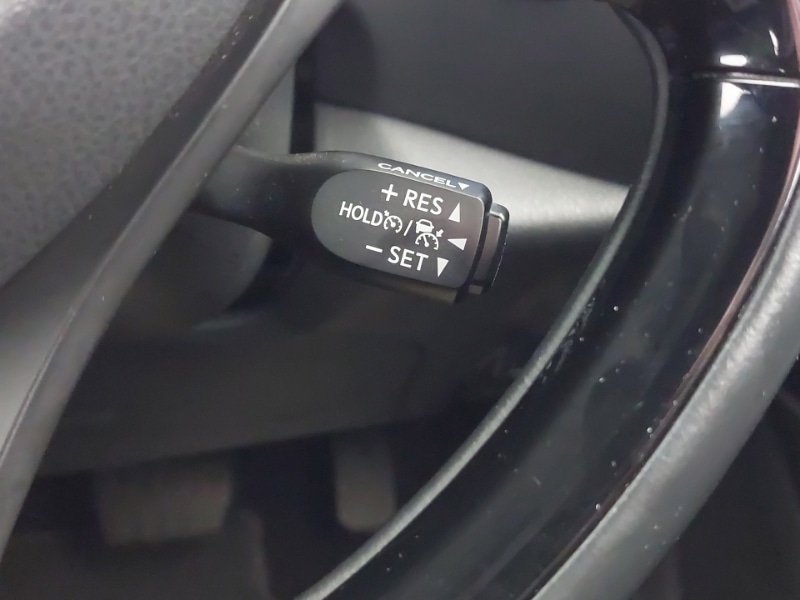 CANCEL▼
+ RES ▲
HOLD / ◀
− SET ▼